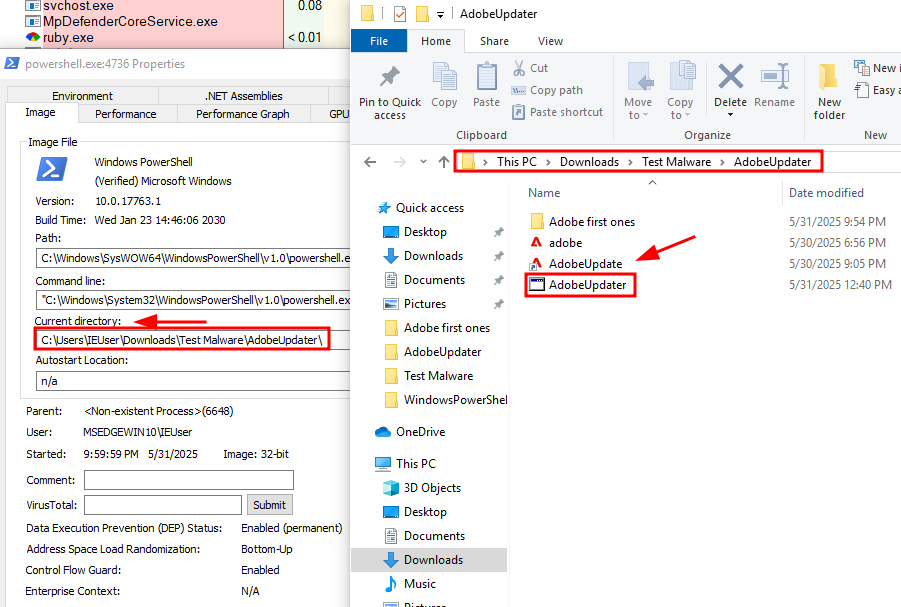 svchost.exe 0.08
MpDefenderCoreService.exe
ruby.exe < 0.01
powershell.exe:4736 Properties
Environment .NET Assemblies
Image Performance Performance Graph GPU
Image File
Windows PowerShell
(Verified) Microsoft Windows
Version: 10.0.17763.1
Build Time: Wed Jan 23 14:46:06 2030
Path:
C:\Windows\SysWOW64\WindowsPowerShell\v1.0\powershell.e
Command line:
"C:\Windows\System32\WindowsPowerShell\v1.0\powershell.ex
Current directory:
C:\Users\IEUser\Downloads\Test Malware\AdobeUpdater\
Autostart Location:
n/a
Parent: <Non-existent Process>(6648)
User: MSEDGEWIN10\IEUser
Started: 9:59:59 PM 5/31/2025 Image: 32-bit
Comment:
VirusTotal: Submit
Data Execution Prevention (DEP) Status: Enabled (permanent)
Address Space Load Randomization: Bottom-Up
Control Flow Guard: Enabled
Enterprise Context: N/A
AdobeUpdater
File Home Share View
Pin to Quick access
Copy
Paste
Cut
Copy path
Paste shortcut
Clipboard
Move to
Copy to
Delete
Rename
Organize
New folder
New i
Easy a
New
This PC > Downloads > Test Malware > AdobeUpdater
Name Date modified
Adobe first ones 5/31/2025 9:54 PM
adobe 5/30/2025 6:56 PM
AdobeUpdate 5/30/2025 9:05 PM
AdobeUpdater 5/31/2025 12:40 PM
Quick access
Desktop
Downloads
Documents
Pictures
Adobe first ones
AdobeUpdater
Test Malware
WindowsPowerShel
OneDrive
This PC
3D Objects
Desktop
Documents
Downloads
Music
Pictures